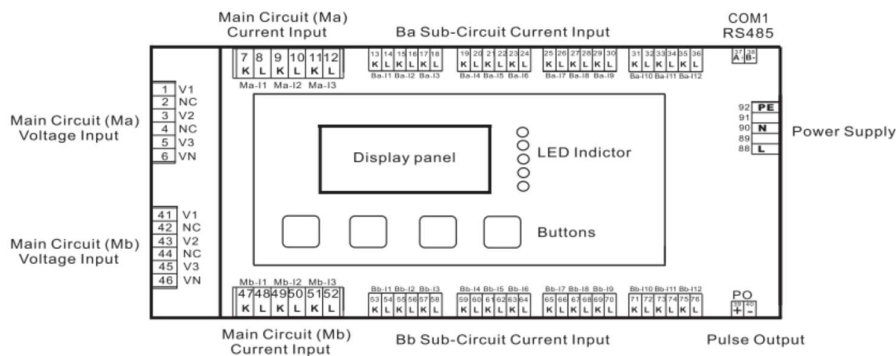 Main Circuit (Ma)
Current Input
Ba Sub-Circuit Current Input
COM1
RS485
7 8 9 10 11 12
K L K L K L
Ma-I1 Ma-I2 Ma-I3
13 14 15 16 17 18
K L K L K L
Ba-I1 Ba-I2 Ba-I3
19 20 21 22 23 24
K L K L K L
Ba-I4 Ba-I5 Ba-I6
25 26 27 28 29 30
K L K L K L
Ba-I7 Ba-I8 Ba-I9
31 32 33 34 35 36
K L K L K L
Ba-I10 Ba-I11 Ba-I12
37 38
A B-
Main Circuit (Ma)
Voltage Input
1 V1
2 NC
3 V2
4 NC
5 V3
6 VN
Display panel
LED Indictor
92 PE
91
90 N
89
88 L
Power Supply
Main Circuit (Mb)
Voltage Input
41 V1
42 NC
43 V2
44 NC
45 V3
46 VN
Buttons
Mb-I1 Mb-I2 Mb-I3
47 48 49 50 51 52
K L K L K L
Bb-I1 Bb-I2 Bb-I3
53 54 55 56 57 58
K L K L K L
Bb-I4 Bb-I5 Bb-I6
59 60 61 62 63 64
K L K L K L
Bb-I7 Bb-I8 Bb-I9
65 66 67 68 69 70
K L K L K L
Bb-I10 Bb-I11 Bb-I12
71 72 73 74 75 76
K L K L K L
PO
39 40
+ -
Main Circuit (Mb)
Current Input
Bb Sub-Circuit Current Input
Pulse Output